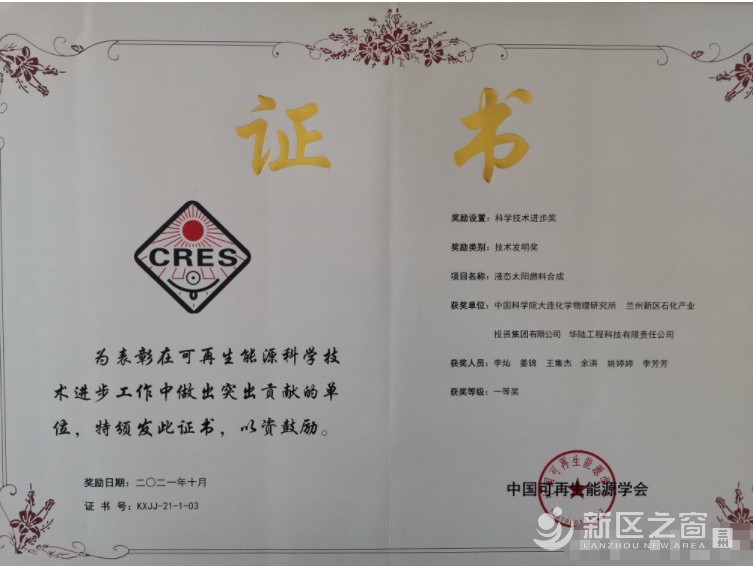 证 书
CRES
为表彰在可再生能源科学技
术进步工作中做出突出贡献的单
位，特颁发此证书，以资鼓励。
奖励日期：二〇二一年十月
证 书 号：KXJJ-21-1-03
奖励设置：科学技术进步奖
奖励类别：技术发明奖
项目名称：液态太阳燃料合成
获奖单位：中国科学院大连化学物理研究所 兰州新区石化产业
投资集团有限公司 华陆工程科技有限责任公司
获奖人员：李灿 姜锦 王集杰 余涛 姚婷婷 李芳芳
获奖等级：一等奖
中国可再生能源学会
新区之窗
LANZHOU NEW AREA